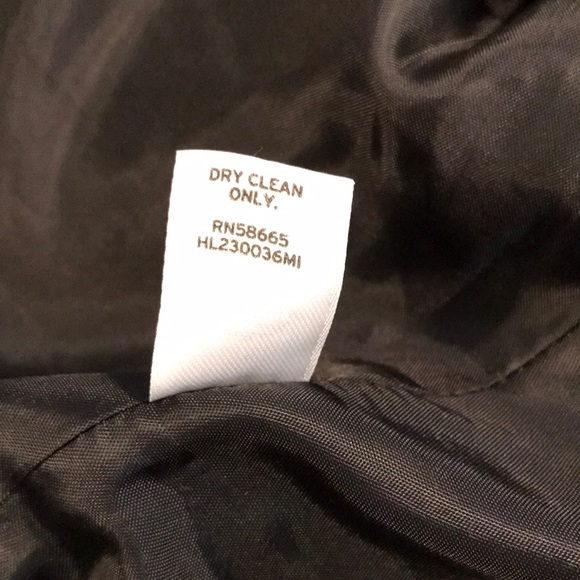 DRY CLEAN
ONLY.
RN58665
HL230036MI